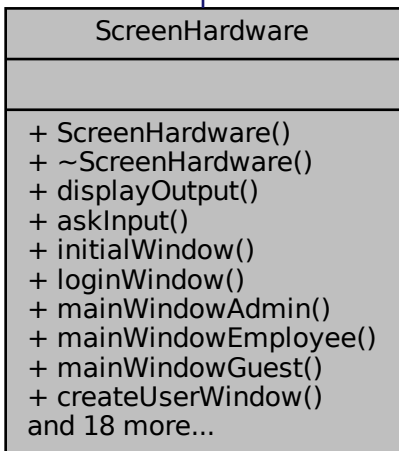 ScreenHardware
+ ScreenHardware()
+ ~ScreenHardware()
+ displayOutput()
+ askInput()
+ initialWindow()
+ loginWindow()
+ mainWindowAdmin()
+ mainWindowEmployee()
+ mainWindowGuest()
+ createUserWindow()
and 18 more...